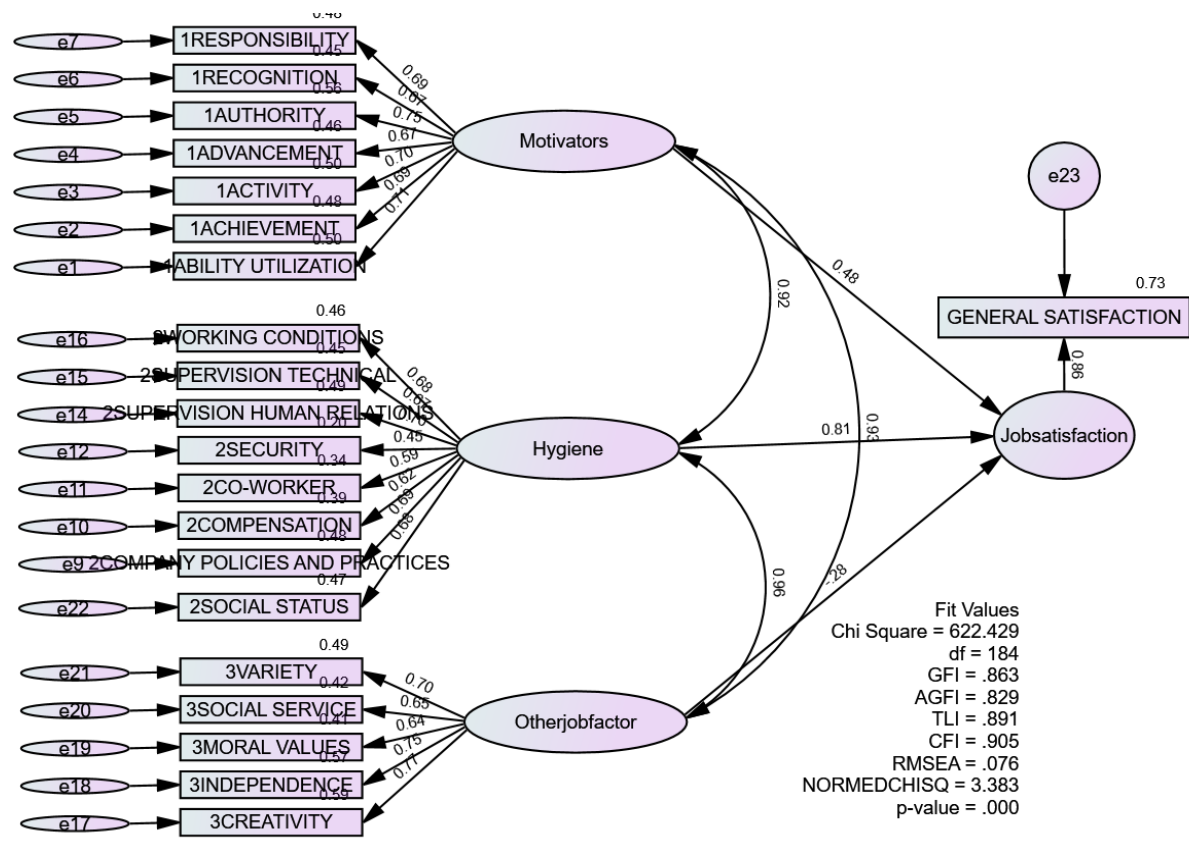 0.48
e7
1RESPONSIBILITY
0.45
e6
1RECOGNITION
0.56
e5
1AUTHORITY
0.46
e4
1ADVANCEMENT
0.50
e3
1ACTIVITY
0.48
e2
1ACHIEVEMENT
0.50
e1
1ABILITY UTILIZATION
0.69
0.67
0.75
0.67
0.70
0.69
0.71
Motivators
0.46
e16
2WORKING CONDITIONS
0.45
e15
2SUPERVISION TECHNICAL
0.49
e14
2SUPERVISION HUMAN RELATIONS
0.20
e12
2SECURITY
0.34
e11
2CO-WORKER
0.39
e10
2COMPENSATION
0.48
e9
2COMPANY POLICIES AND PRACTICES
0.47
e22
2SOCIAL STATUS
0.68
0.67
0.70
0.45
0.59
0.62
0.69
0.68
Hygiene
0.49
e21
3VARIETY
0.42
e20
3SOCIAL SERVICE
0.41
e19
3MORAL VALUES
0.57
e18
3INDEPENDENCE
0.59
e17
3CREATIVITY
0.70
0.65
0.64
0.75
0.77
Otherjobfactor
0.92
0.93
0.96
0.48
0.81
-.28
e23
0.73
GENERAL SATISFACTION
0.86
Jobsatisfaction
Fit Values
Chi Square = 622.429
df = 184
GFI = .863
AGFI = .829
TLI = .891
CFI = .905
RMSEA = .076
NORMEDCHISQ = 3.383
p-value = .000